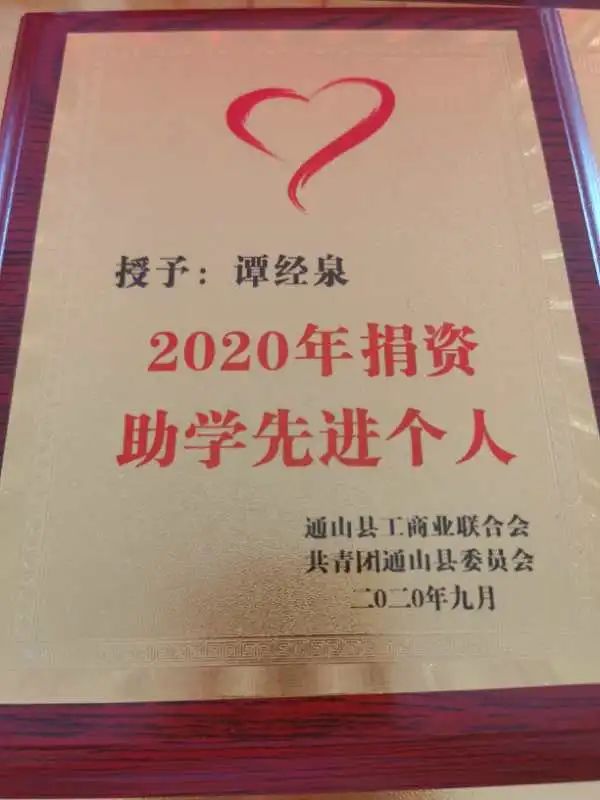 授予：谭经泉
2020年捐资
助学先进个人
通山县工商业联合会
共青团通山县委员会
二〇二〇年九月